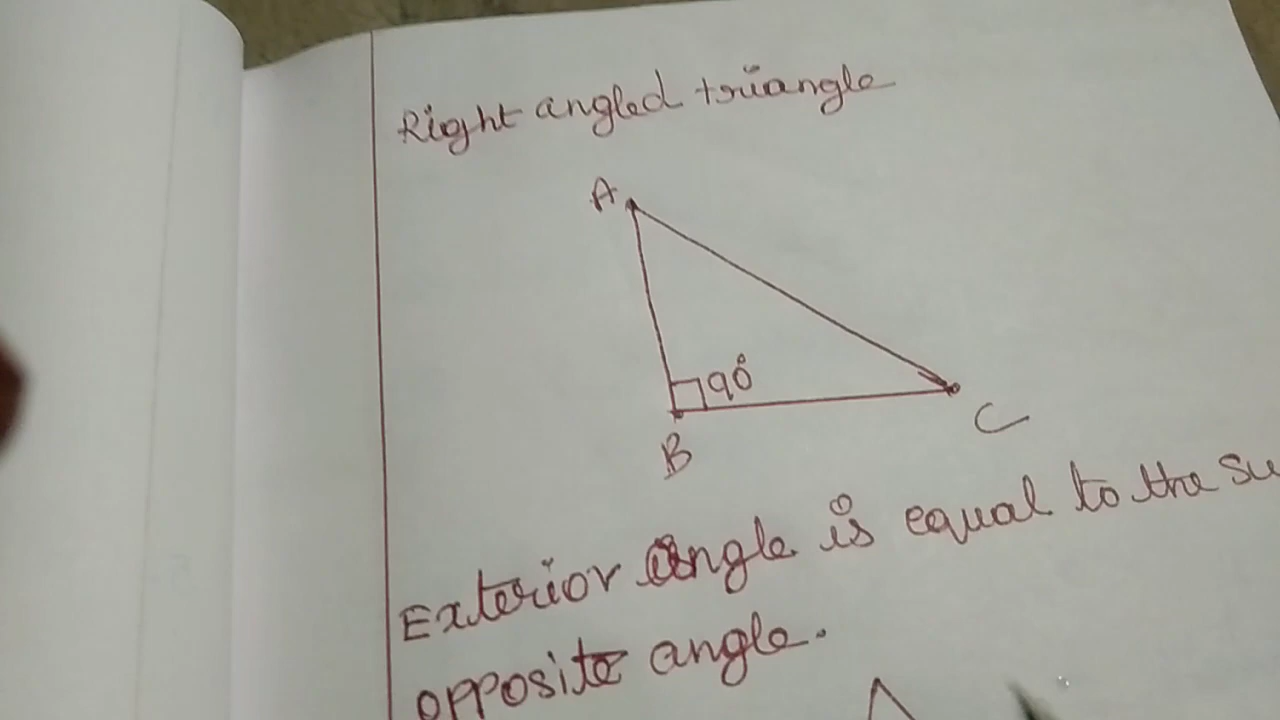 Right angled triangle
A
90°
B
C
Exterior angle is equal to the
opposite angle.